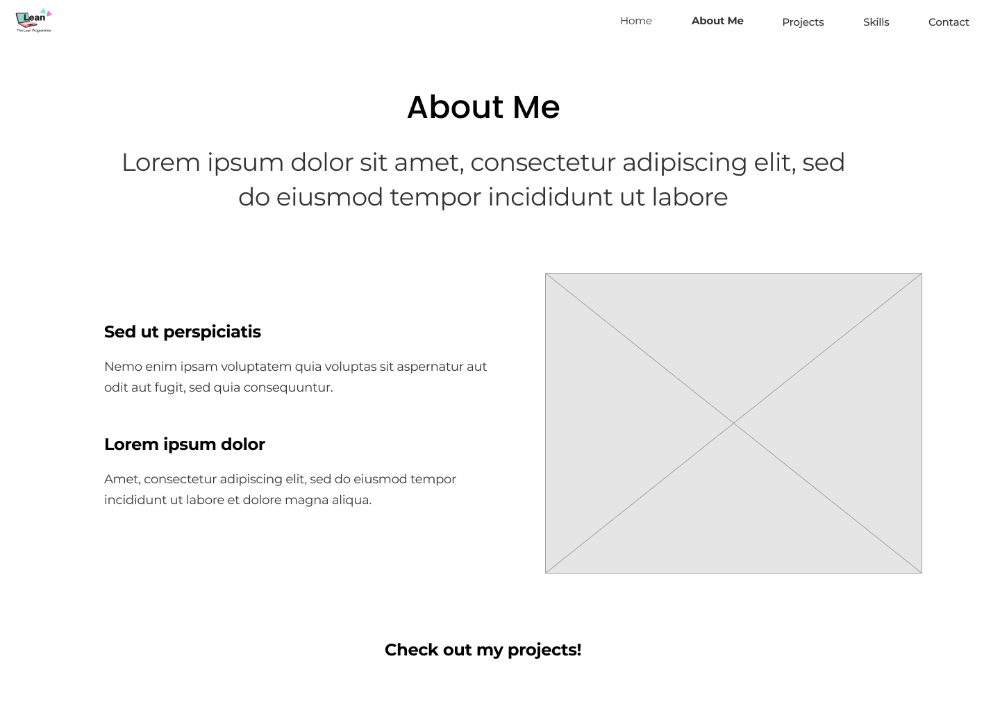 Lean
The Lean Programmer
Home
About Me
Projects
Skills
Contact
About Me
Lorem ipsum dolor sit amet, consectetur adipiscing elit, sed
do eiusmod tempor incididunt ut labore
Sed ut perspiciatis
Nemo enim ipsam voluptatem quia voluptas sit aspernatur aut
odit aut fugit, sed quia consequuntur.
Lorem ipsum dolor
Amet, consectetur adipiscing elit, sed do eiusmod tempor
incididunt ut labore et dolore magna aliqua.
Check out my projects!